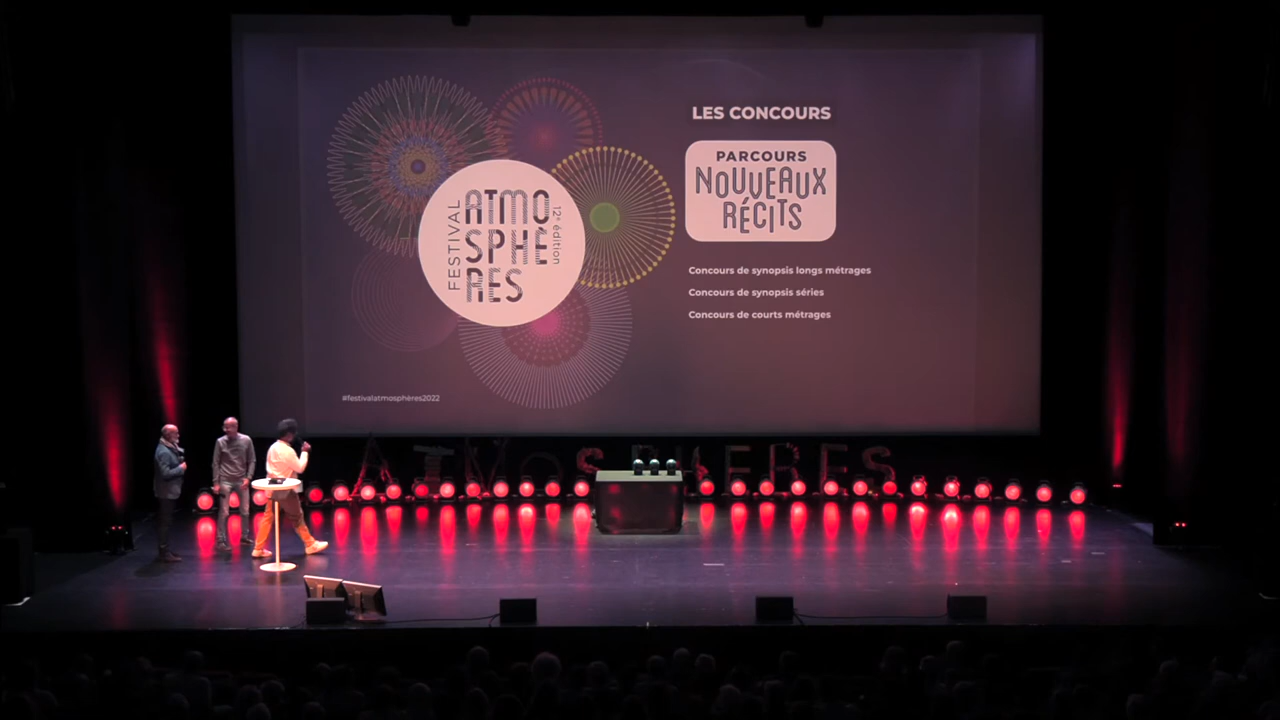 FESTIVAL
ATMO
SPHÈ
RES
12e édition
LES CONCOURS
PARCOURS
NOUVEAUX
RÉCITS
Concours de synopsis longs métrages
Concours de synopsis séries
Concours de courts métrages
#festivalatmosphères2022
ATMOSPHERES